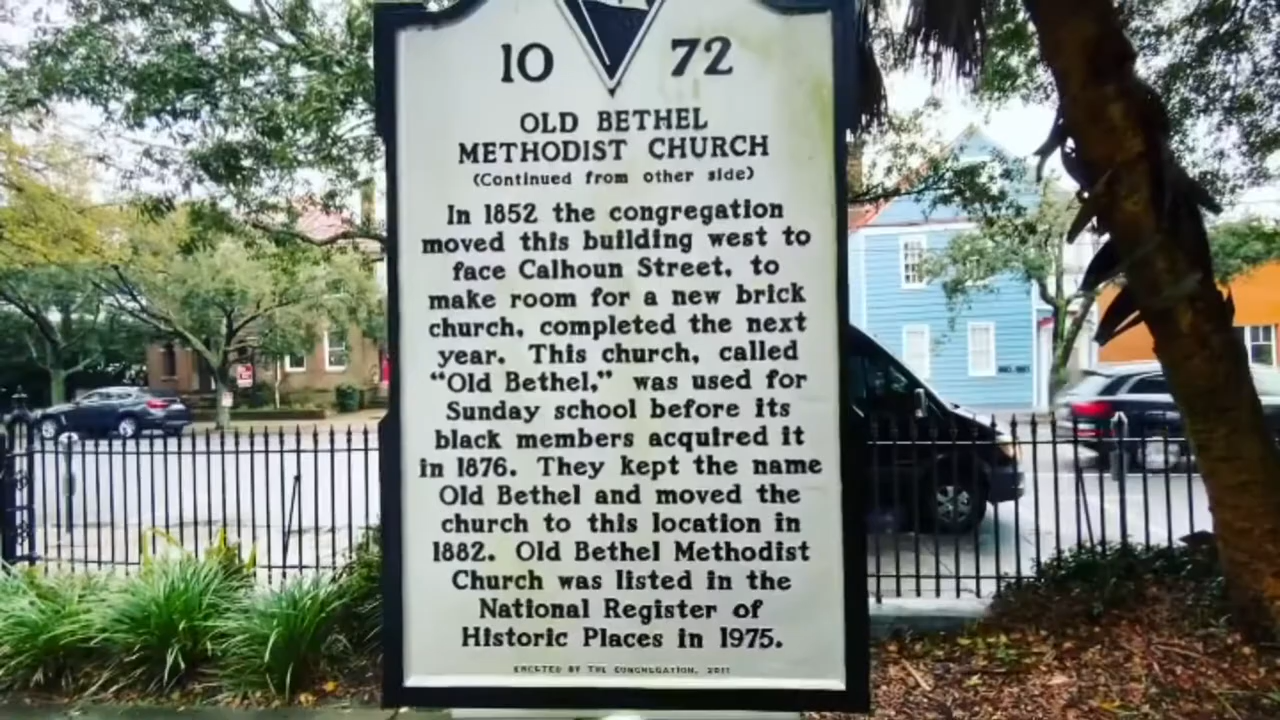 10 72
OLD BETHEL
METHODIST CHURCH
(Continued from other side)
In 1852 the congregation
moved this building west to
face Calhoun Street, to
make room for a new brick
church, completed the next
year. This church, called
“Old Bethel,” was used for
Sunday school before its
black members acquired it
in 1876. They kept the name
Old Bethel and moved the
church to this location in
1882. Old Bethel Methodist
Church was listed in the
National Register of
Historic Places in 1975.
ERECTED BY THE CONGREGATION, 2011